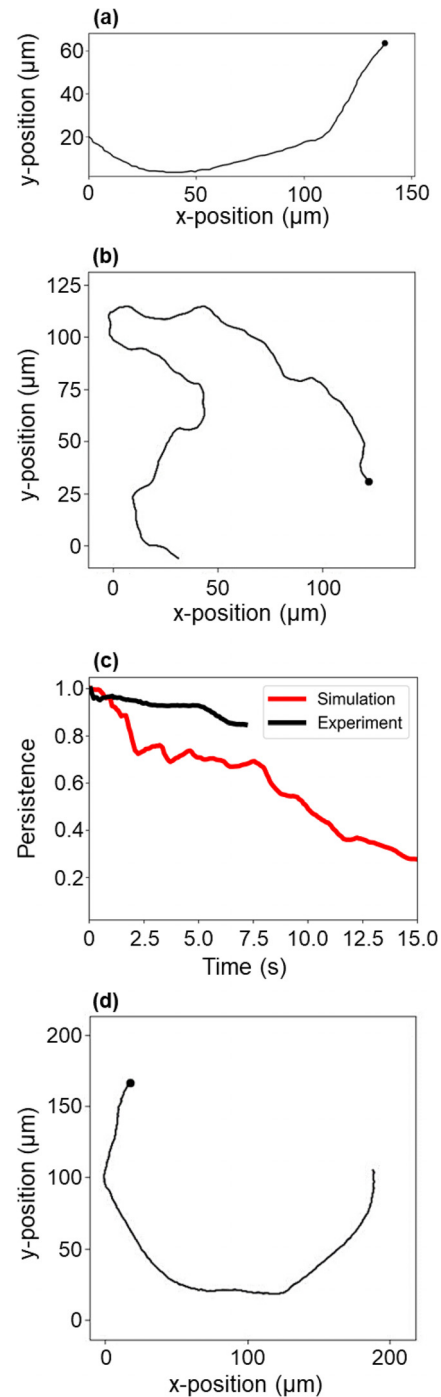 (a)
60
40
20
0
50
100
150
y-position (µm)
x-position (µm)
(b)
125
100
75
50
25
0
0
50
100
y-position (µm)
x-position (µm)
(c)
1.0
0.8
0.6
0.4
0.2
Simulation
Experiment
0
2.5
5.0
7.5
10.0
12.5
15.0
Persistence
Time (s)
(d)
200
150
100
50
0
0
100
200
y-position (µm)
x-position (µm)